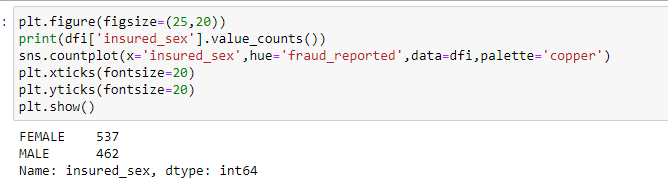 : plt.figure(figsize=(25,20))
print(dfi['insured_sex'].value_counts())
sns.countplot(x='insured_sex',hue='fraud_reported',data=dfi,palette='copper')
plt.xticks(fontsize=20)
plt.yticks(fontsize=20)
plt.show()
FEMALE    537
MALE      462
Name: insured_sex, dtype: int64